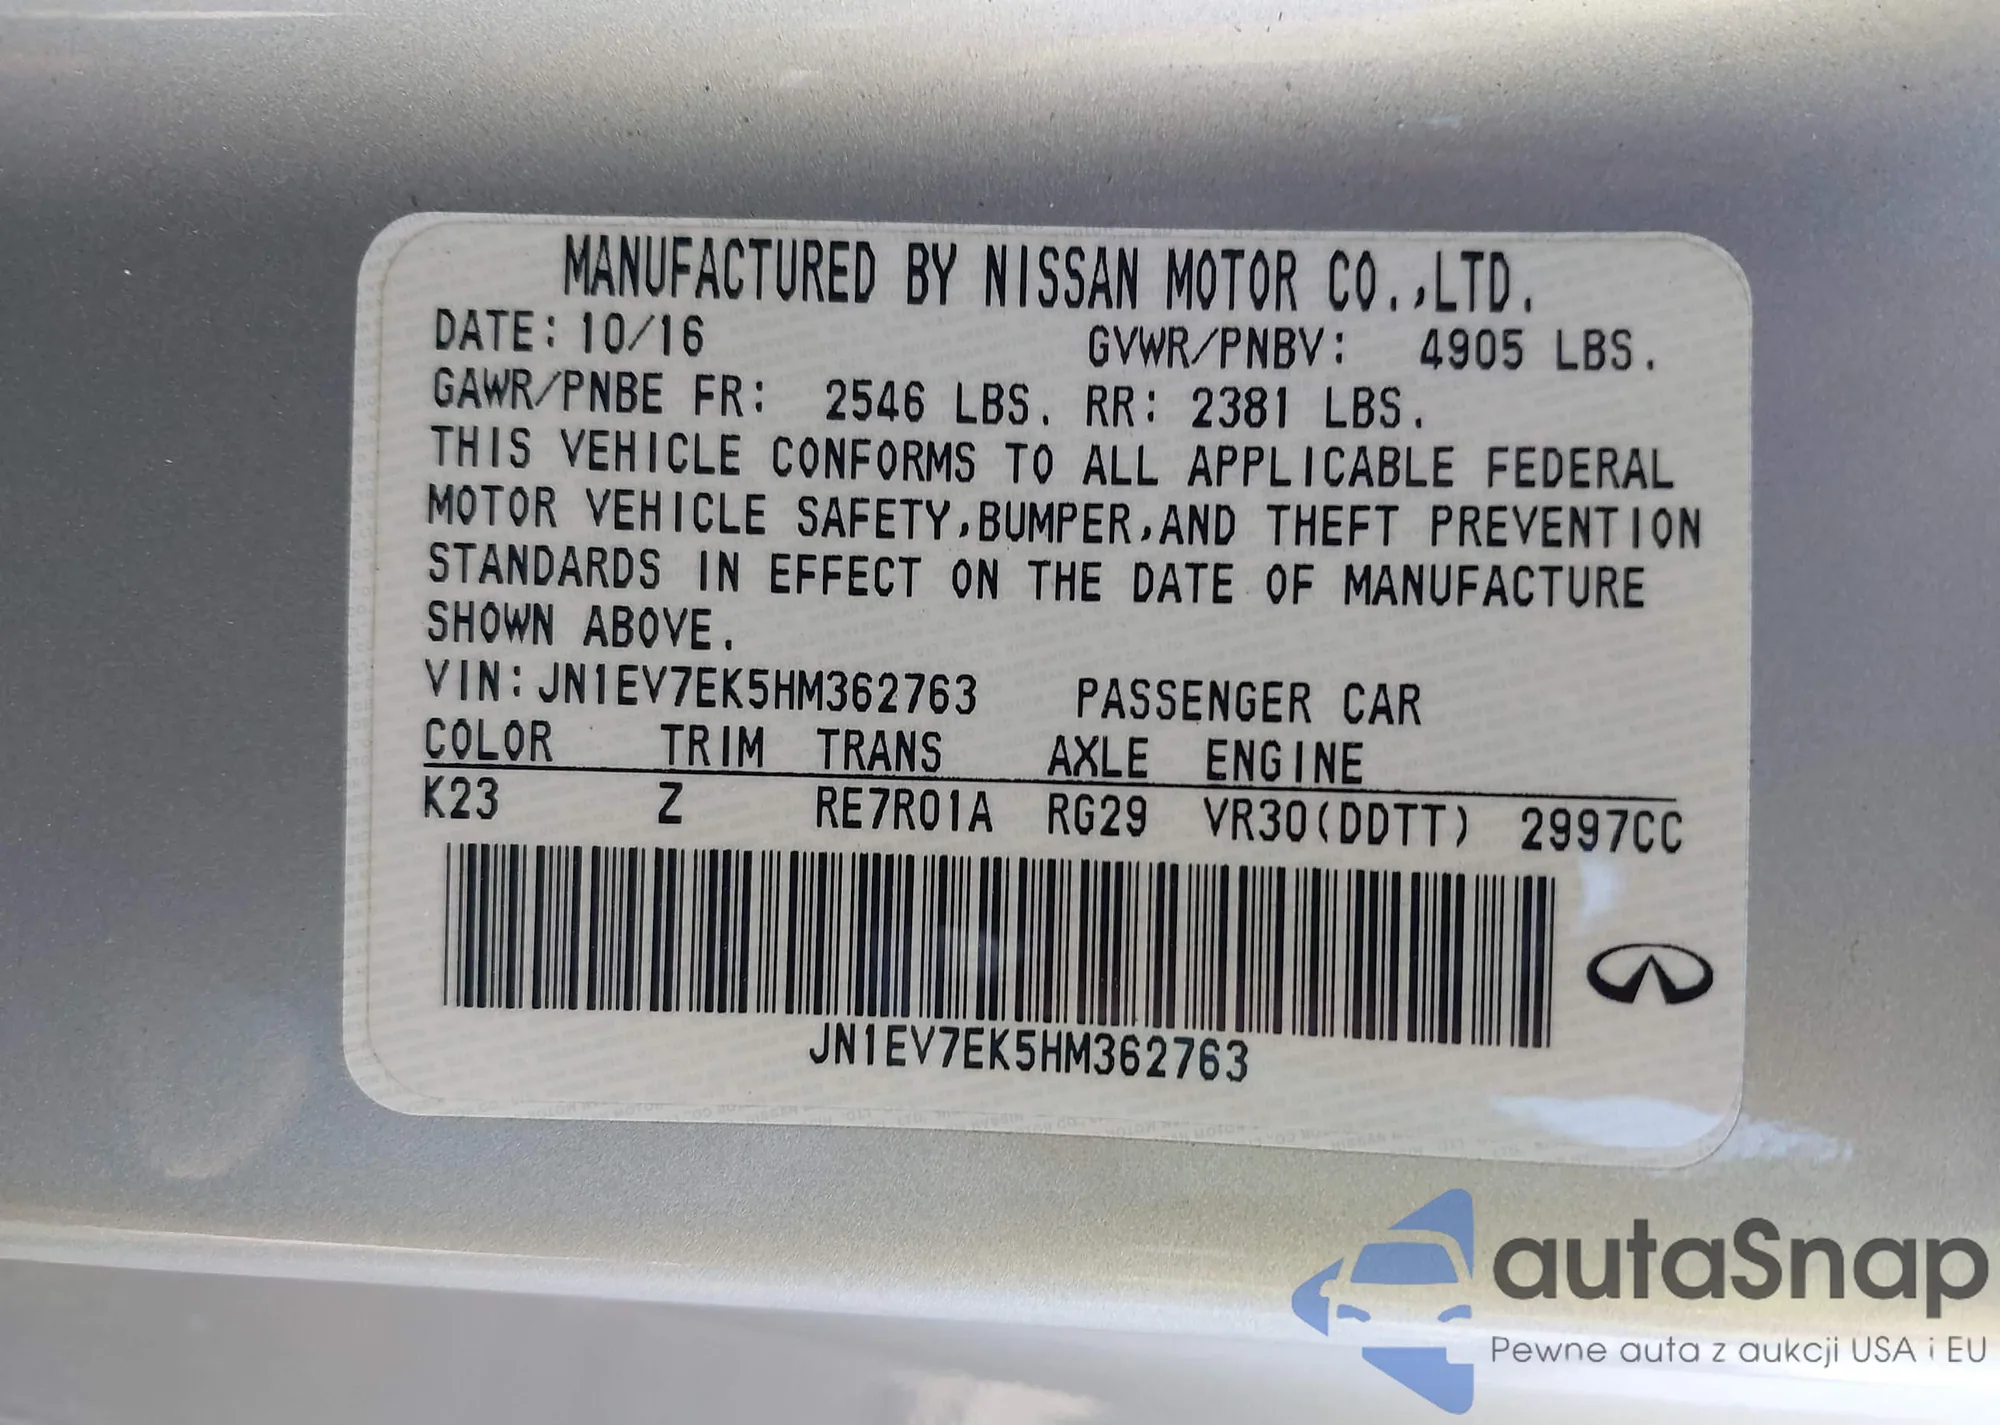 MANUFACTURED BY NISSAN MOTOR CO.,LTD.
DATE: 10/16 GVWR/PNBV: 4905 LBS.
GAWR/PNBE FR: 2546 LBS. RR: 2381 LBS.
THIS VEHICLE CONFORMS TO ALL APPLICABLE FEDERAL
MOTOR VEHICLE SAFETY,BUMPER,AND THEFT PREVENTION
STANDARDS IN EFFECT ON THE DATE OF MANUFACTURE
SHOWN ABOVE.
VIN:JN1EV7EK5HM362763 PASSENGER CAR
COLOR TRIM TRANS AXLE ENGINE
K23 Z RE7R01A RG29 VR30(DDTT) 2997CC
JN1EV7EK5HM362763
autaSnap
Pewne auta z aukcji USA i EU